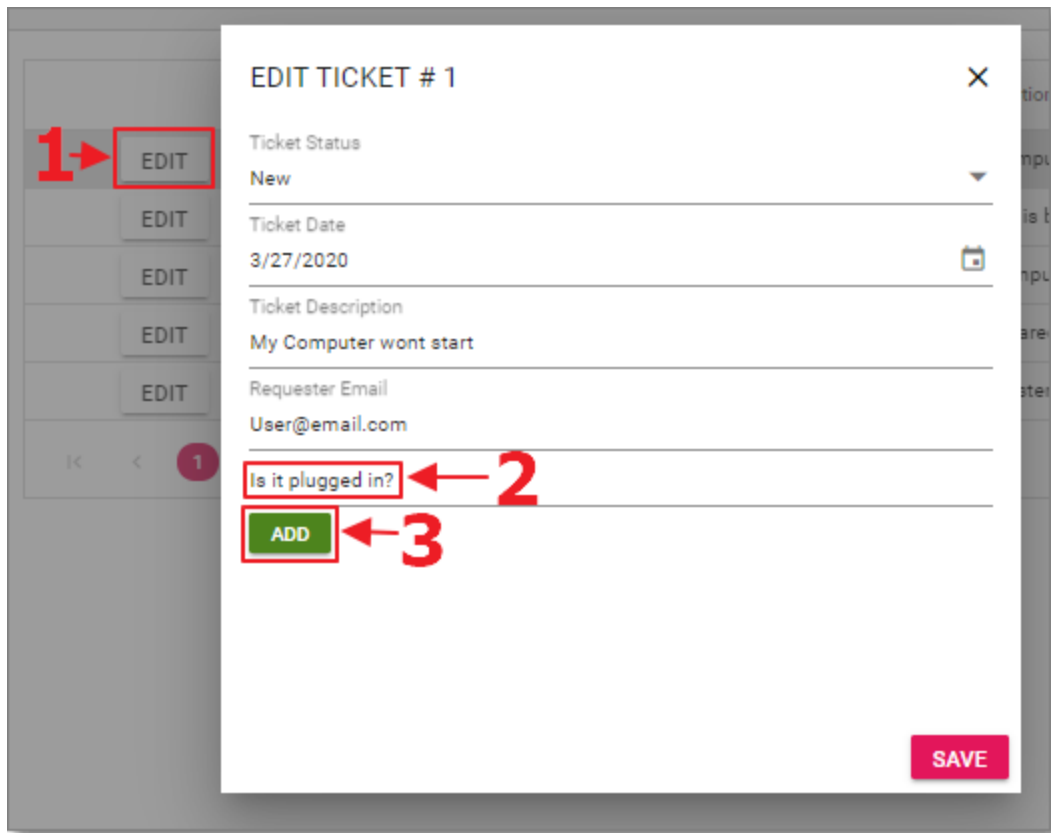 EDIT TICKET # 1
Ticket Status
1
EDIT
New
EDIT
Ticket Date
3/27/2020
EDIT
Ticket Description
EDIT
My Computer wont start
Requester Email
EDIT
User@email.com
1
Is it plugged in?
2
ADD
3
SAVE